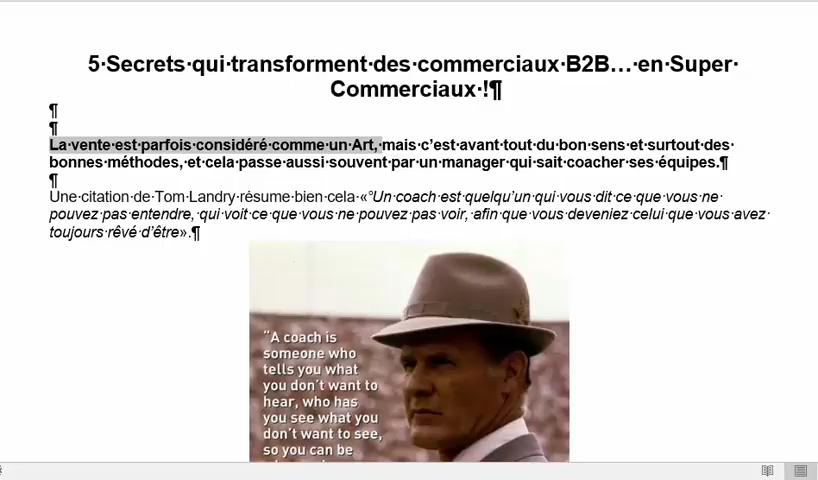 5 Secrets qui transforment des commerciaux B2B… en Super
Commerciaux !¶
¶
¶
La vente est parfois considéré comme un Art, mais c’est avant tout du bon sens et surtout des
bonnes méthodes, et cela passe aussi souvent par un manager qui sait coacher ses équipes.¶
¶
Une citation de Tom Landry résume bien cela «°Un coach est quelqu’un qui vous dit ce que vous ne
pouvez pas entendre, qui voit ce que vous ne pouvez pas voir, afin que vous deveniez celui que vous avez
toujours rêvé d’être».¶
“A coach is
someone who
tells you what
you don’t want to
hear, who has
you see what you
don’t want to see,
so you can be